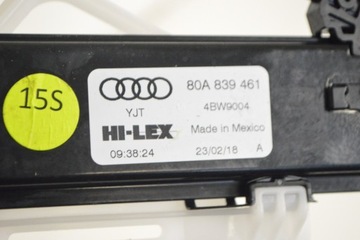 15S
80A 839 461
YJT
4BW9004
HI-LEX
Made in Mexico
09:38:24
23/02/18
A